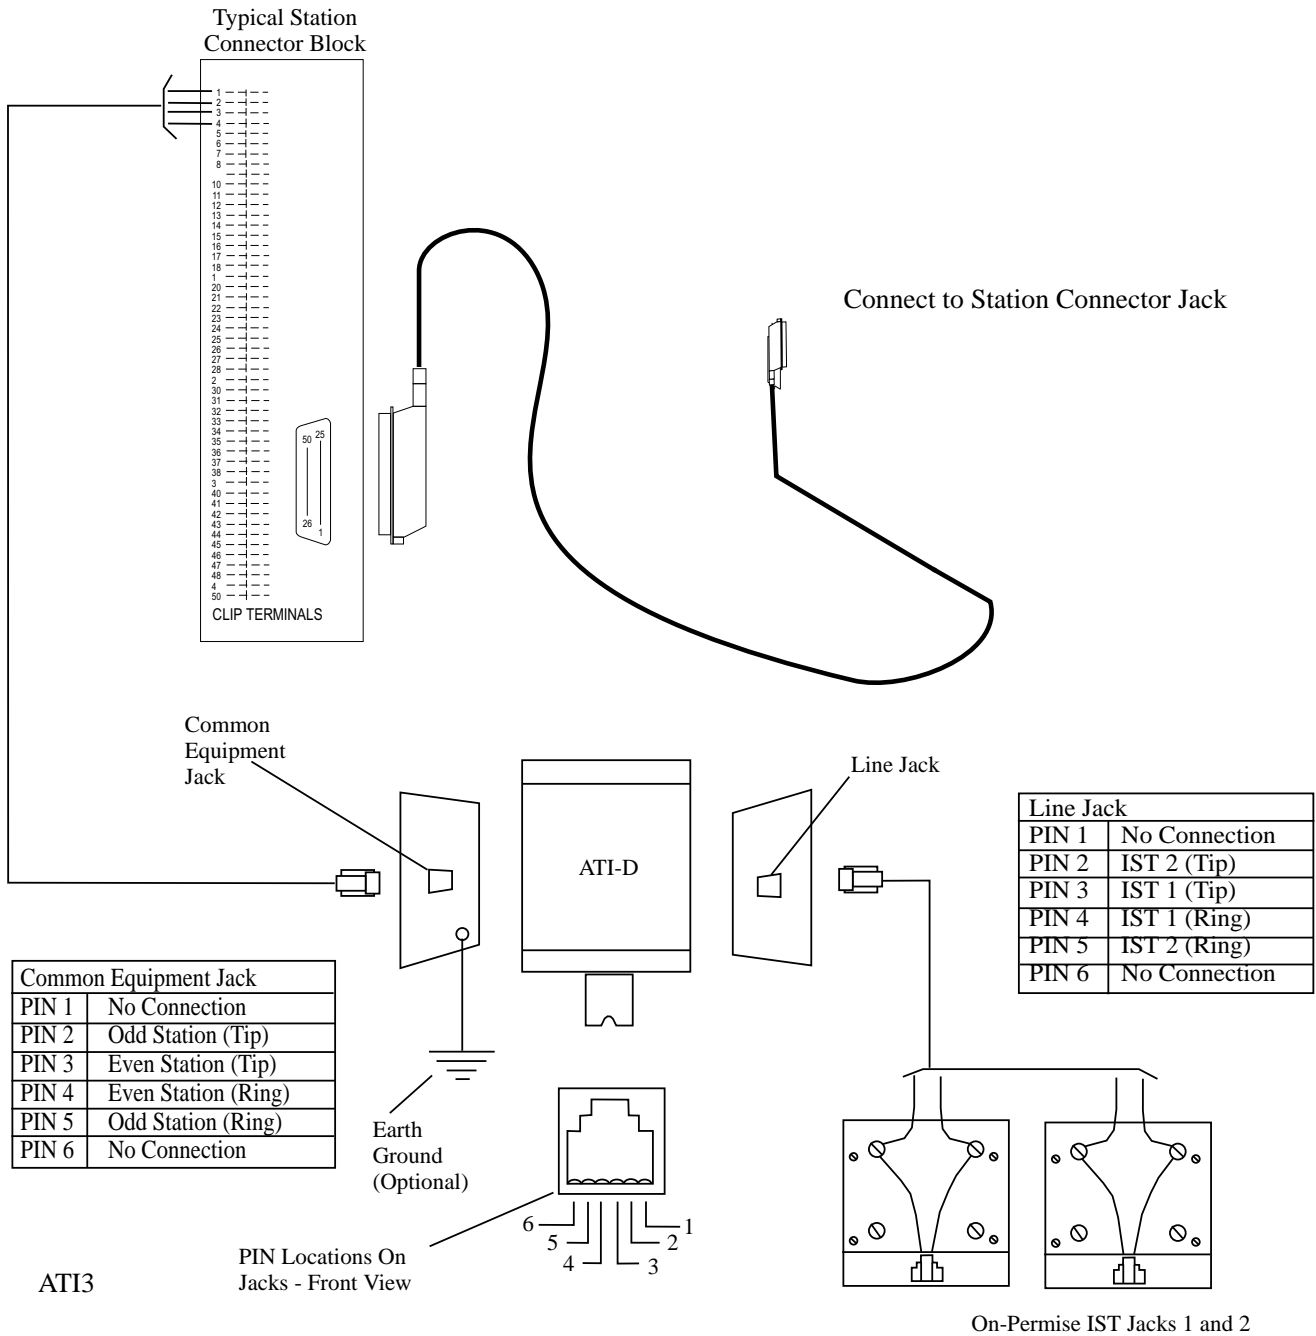 Typical Station
Connector Block
1
2
3
4
5
6
7
8
10
11
12
13
14
15
16
17
18
1
20
21
22
23
24
25
26
27
28
2
30
31
32
33
34
35
36
37
38
3
40
41
42
43
44
45
46
47
48
4
50
50 25
26
1
CLIP TERMINALS
Connect to Station Connector Jack
Common
Equipment
Jack
ATI-D
Line Jack
Line Jack
PIN 1 No Connection
PIN 2 IST 2 (Tip)
PIN 3 IST 1 (Tip)
PIN 4 IST 1 (Ring)
PIN 5 IST 2 (Ring)
PIN 6 No Connection
Common Equipment Jack
PIN 1 No Connection
PIN 2 Odd Station (Tip)
PIN 3 Even Station (Tip)
PIN 4 Even Station (Ring)
PIN 5 Odd Station (Ring)
PIN 6 No Connection
Earth
Ground
(Optional)
6
5
4
1
2
3
PIN Locations On
Jacks - Front View
ATI3
On-Permise IST Jacks 1 and 2